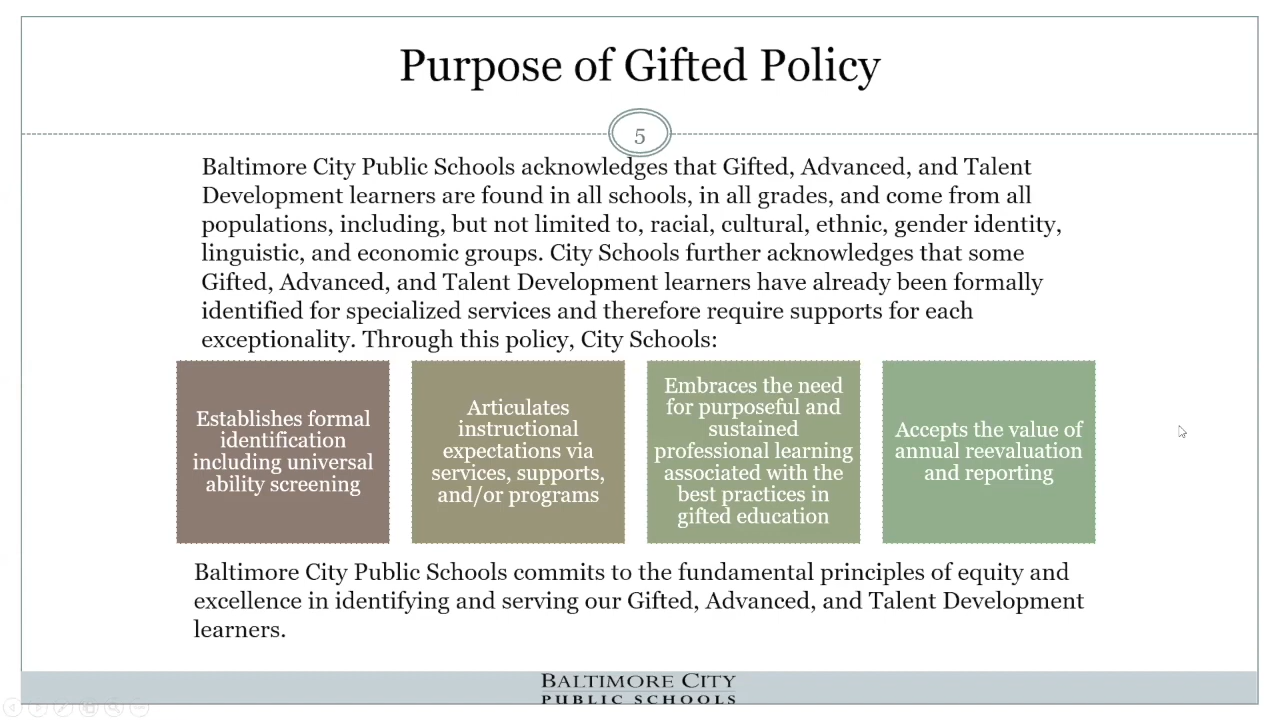 Purpose of Gifted Policy
5
Baltimore City Public Schools acknowledges that Gifted, Advanced, and Talent
Development learners are found in all schools, in all grades, and come from all
populations, including, but not limited to, racial, cultural, ethnic, gender identity,
linguistic, and economic groups. City Schools further acknowledges that some
Gifted, Advanced, and Talent Development learners have already been formally
identified for specialized services and therefore require supports for each
exceptionality. Through this policy, City Schools:
Establishes formal
identification
including universal
ability screening
Articulates
instructional
expectations via
services, supports,
and/or programs
Embraces the need
for purposeful and
sustained
professional learning
associated with the
best practices in
gifted education
Accepts the value of
annual reevaluation
and reporting
Baltimore City Public Schools commits to the fundamental principles of equity and
excellence in identifying and serving our Gifted, Advanced, and Talent Development
learners.
BALTIMORE CITY
PUBLIC SCHOOLS